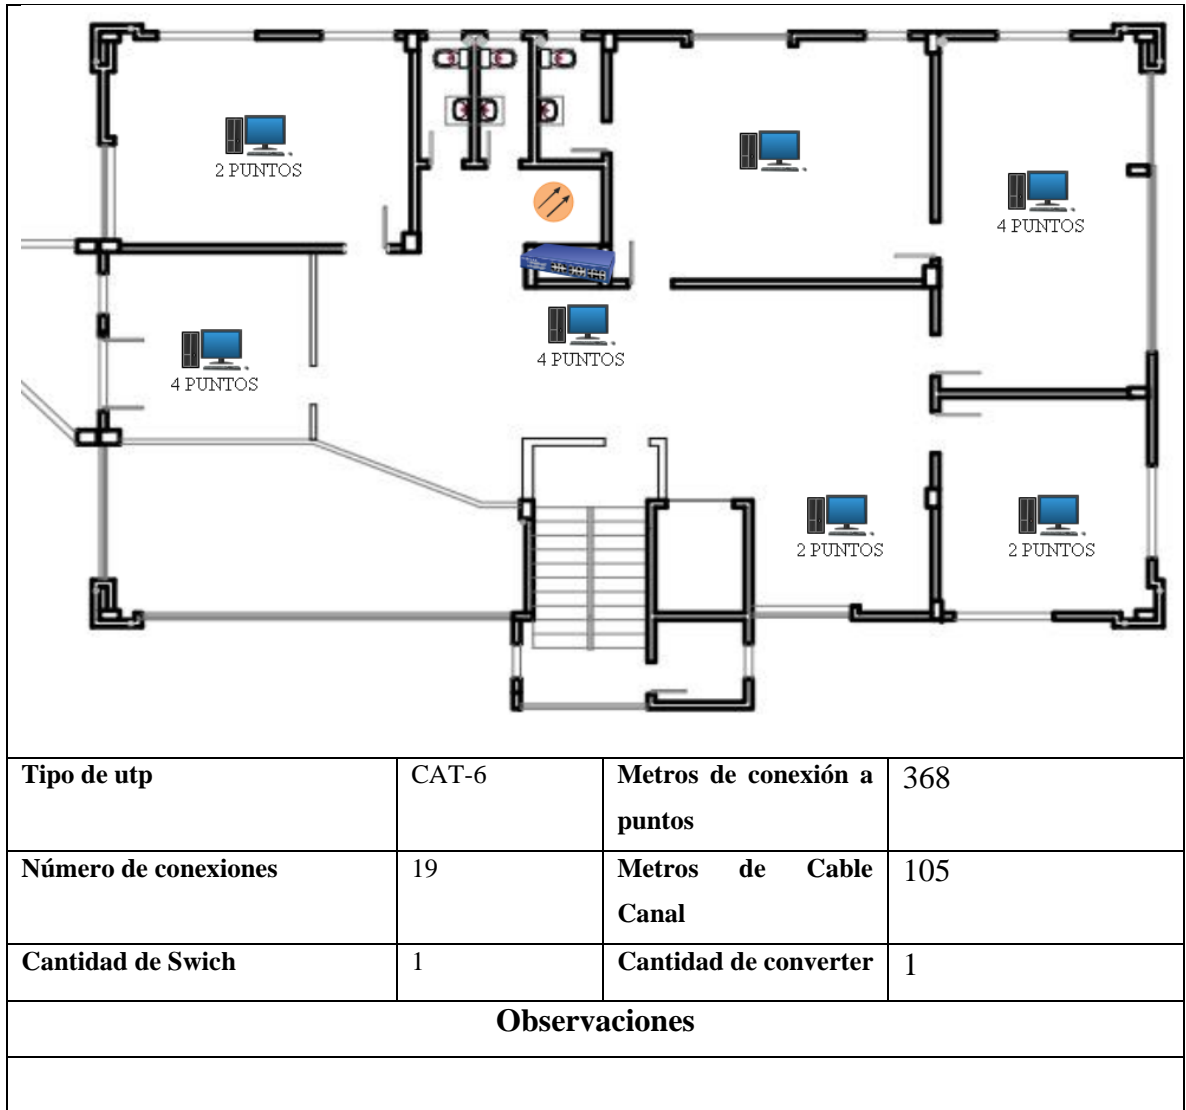 2 PUNTOS
4 PUNTOS
4 PUNTOS
4 PUNTOS
2 PUNTOS
2 PUNTOS
Tipo de utp
CAT-6
Metros de conexión a
puntos
368
Número de conexiones
19
Metros de Cable
Canal
105
Cantidad de Swich
1
Cantidad de converter
1
Observaciones